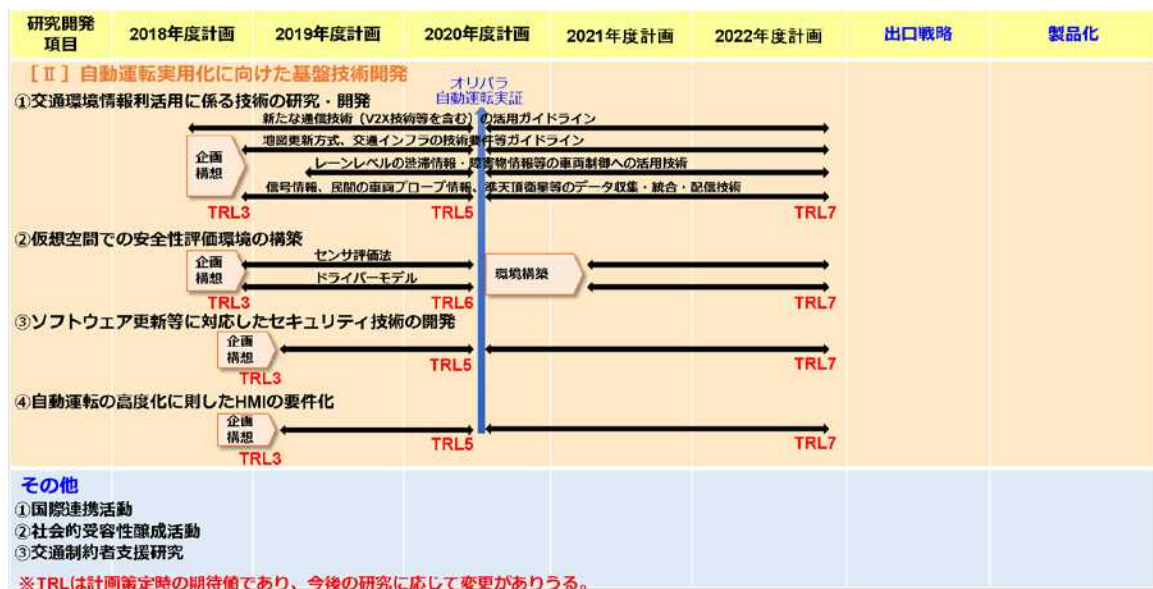 研究開発項目 2018年度計画 2019年度計画 2020年度計画 2021年度計画 2022年度計画 出口戦略 製品化
［Ⅱ］自動運転実用化に向けた基盤技術開発
オリパラ
自動運転実証
①交通環境情報利活用に係る技術の研究・開発
新たな通信技術（V2X技術等を含む）の活用ガイドライン
企画
構想
地図更新方式、交通インフラの技術要件等ガイドライン
レーンレベルの渋滞情報・障害物情報等の車両制御への活用技術
信号情報、民間の車両プローブ情報、準天頂衛星等のデータ収集・統合・配信技術
TRL3 TRL5 TRL7
②仮想空間での安全性評価環境の構築
企画
構想
センサ評価法
ドライバーモデル
環境構築
TRL3 TRL6 TRL7
③ソフトウェア更新等に対応したセキュリティ技術の開発
企画
構想
TRL3 TRL5 TRL7
④自動運転の高度化に則したHMIの要件化
企画
構想
TRL3 TRL5 TRL7
その他
①国際連携活動
②社会的受容性醸成活動
③交通制約者支援研究
※TRLは計画策定時の期待値であり、今後の研究に応じて変更がありうる。